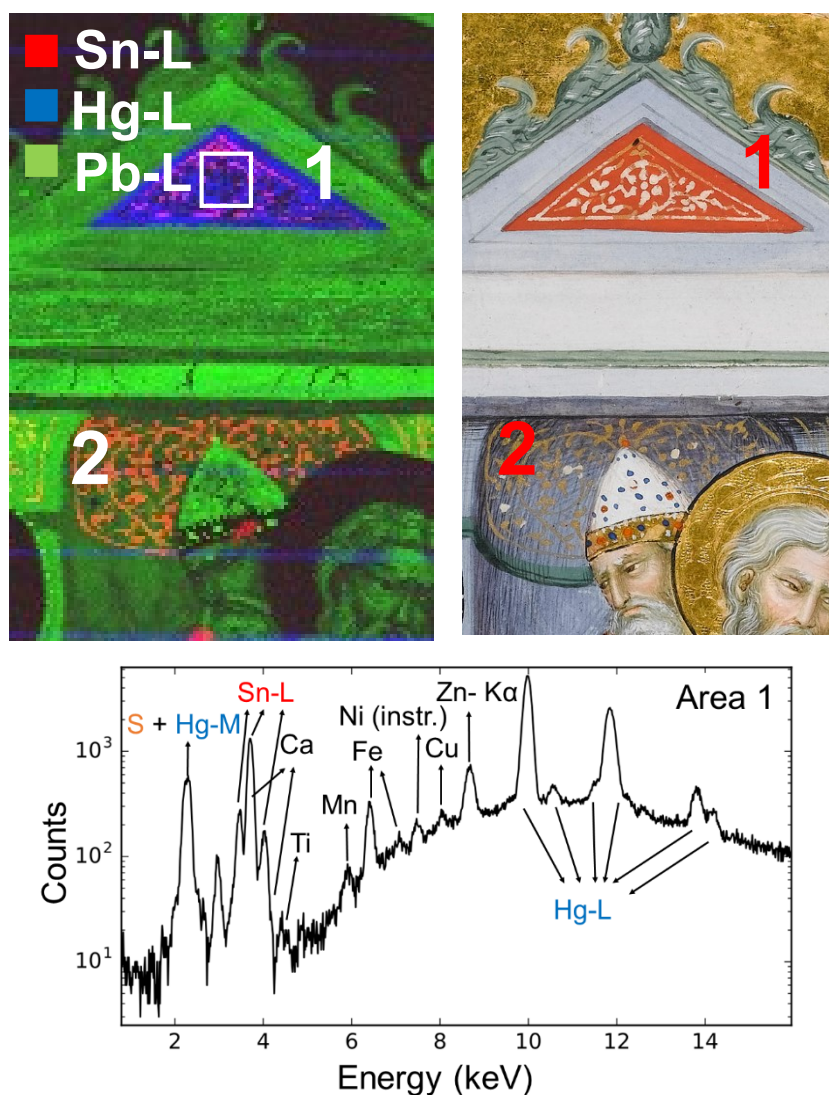 Sn-L
Hg-L
Pb-L
1
2
1
2
Area 1
S + Hg-M
Sn-L
Ca
Ti
Mn
Fe
Ni (instr.)
Cu
Zn- Kα
Hg-L
Counts
10³
10²
10¹
2 4 6 8 10 12 14
Energy (keV)